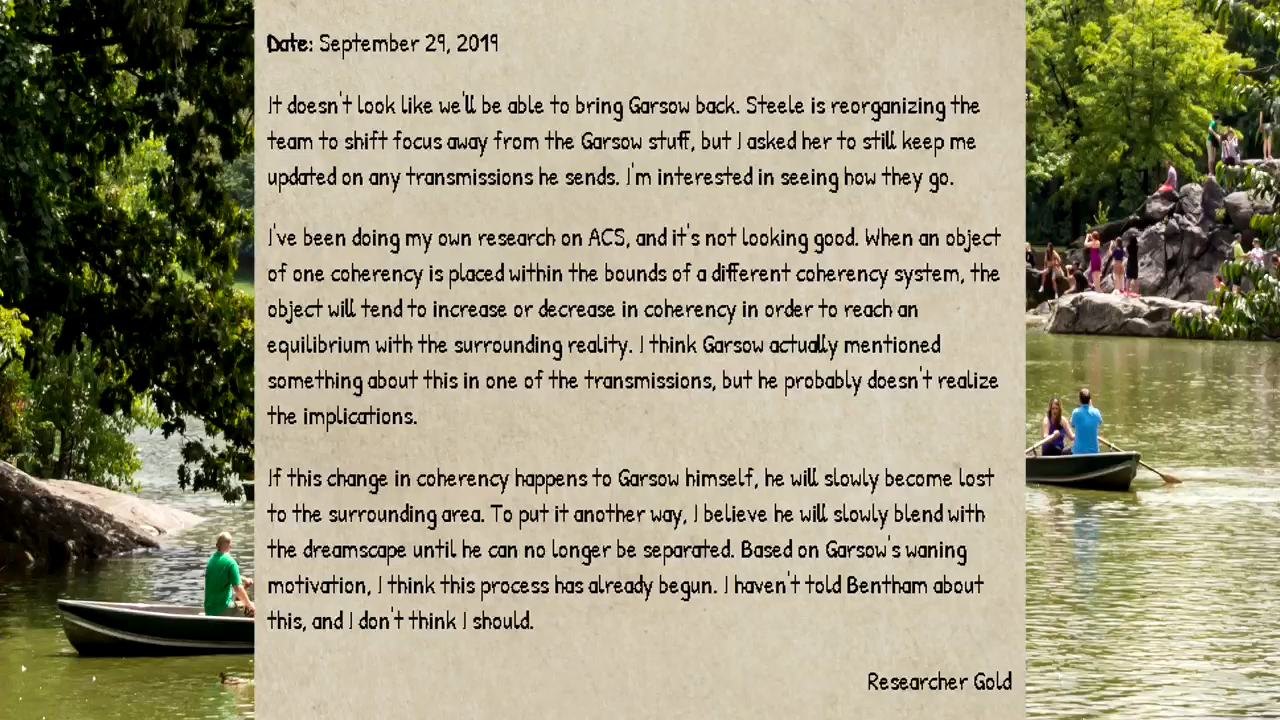 Date: September 29, 2019
It doesn't look like we'll be able to bring Garsow back. Steele is reorganizing the
team to shift focus away from the Garsow stuff, but I asked her to still keep me
updated on any transmissions he sends. I'm interested in seeing how they go.
I've been doing my own research on ACS, and it's not looking good. When an object
of one coherency is placed within the bounds of a different coherency system, the
object will tend to increase or decrease in coherency in order to reach an
equilibrium with the surrounding reality. I think Garsow actually mentioned
something about this in one of the transmissions, but he probably doesn't realize
the implications.
If this change in coherency happens to Garsow himself, he will slowly become lost
to the surrounding area. To put it another way, I believe he will slowly blend with
the dreamscape until he can no longer be separated. Based on Garsow's waning
motivation, I think this process has already begun. I haven't told Bentham about
this, and I don't think I should.
Researcher Gold